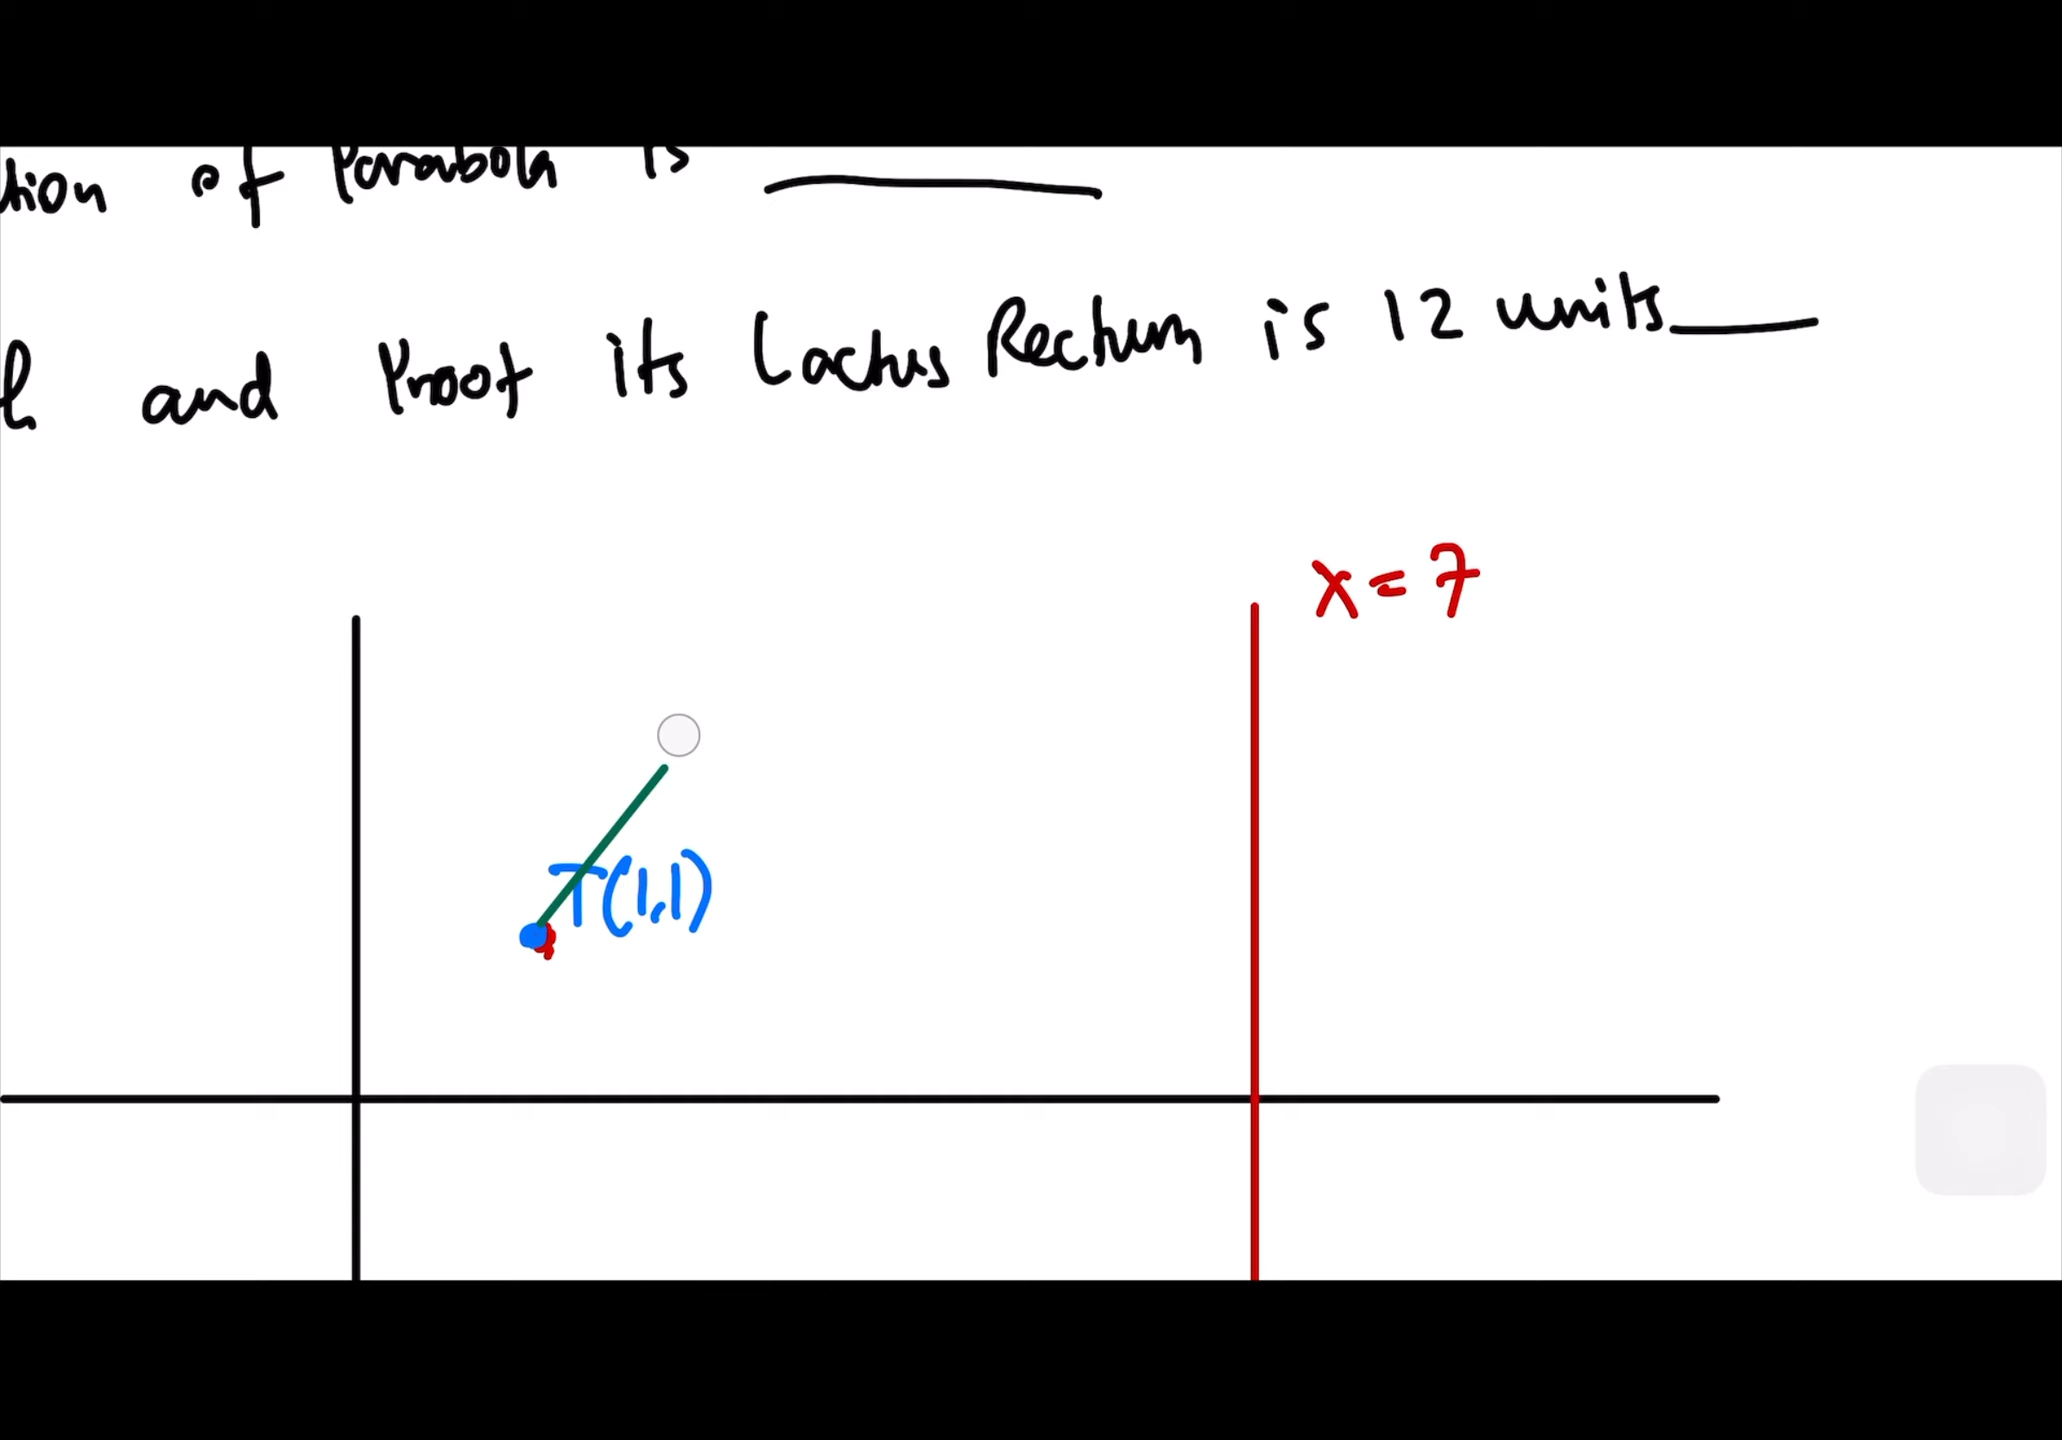 tion of Parabola is
and Proof its Lactus Rectum is 12 units
x = 7
T(1,1)